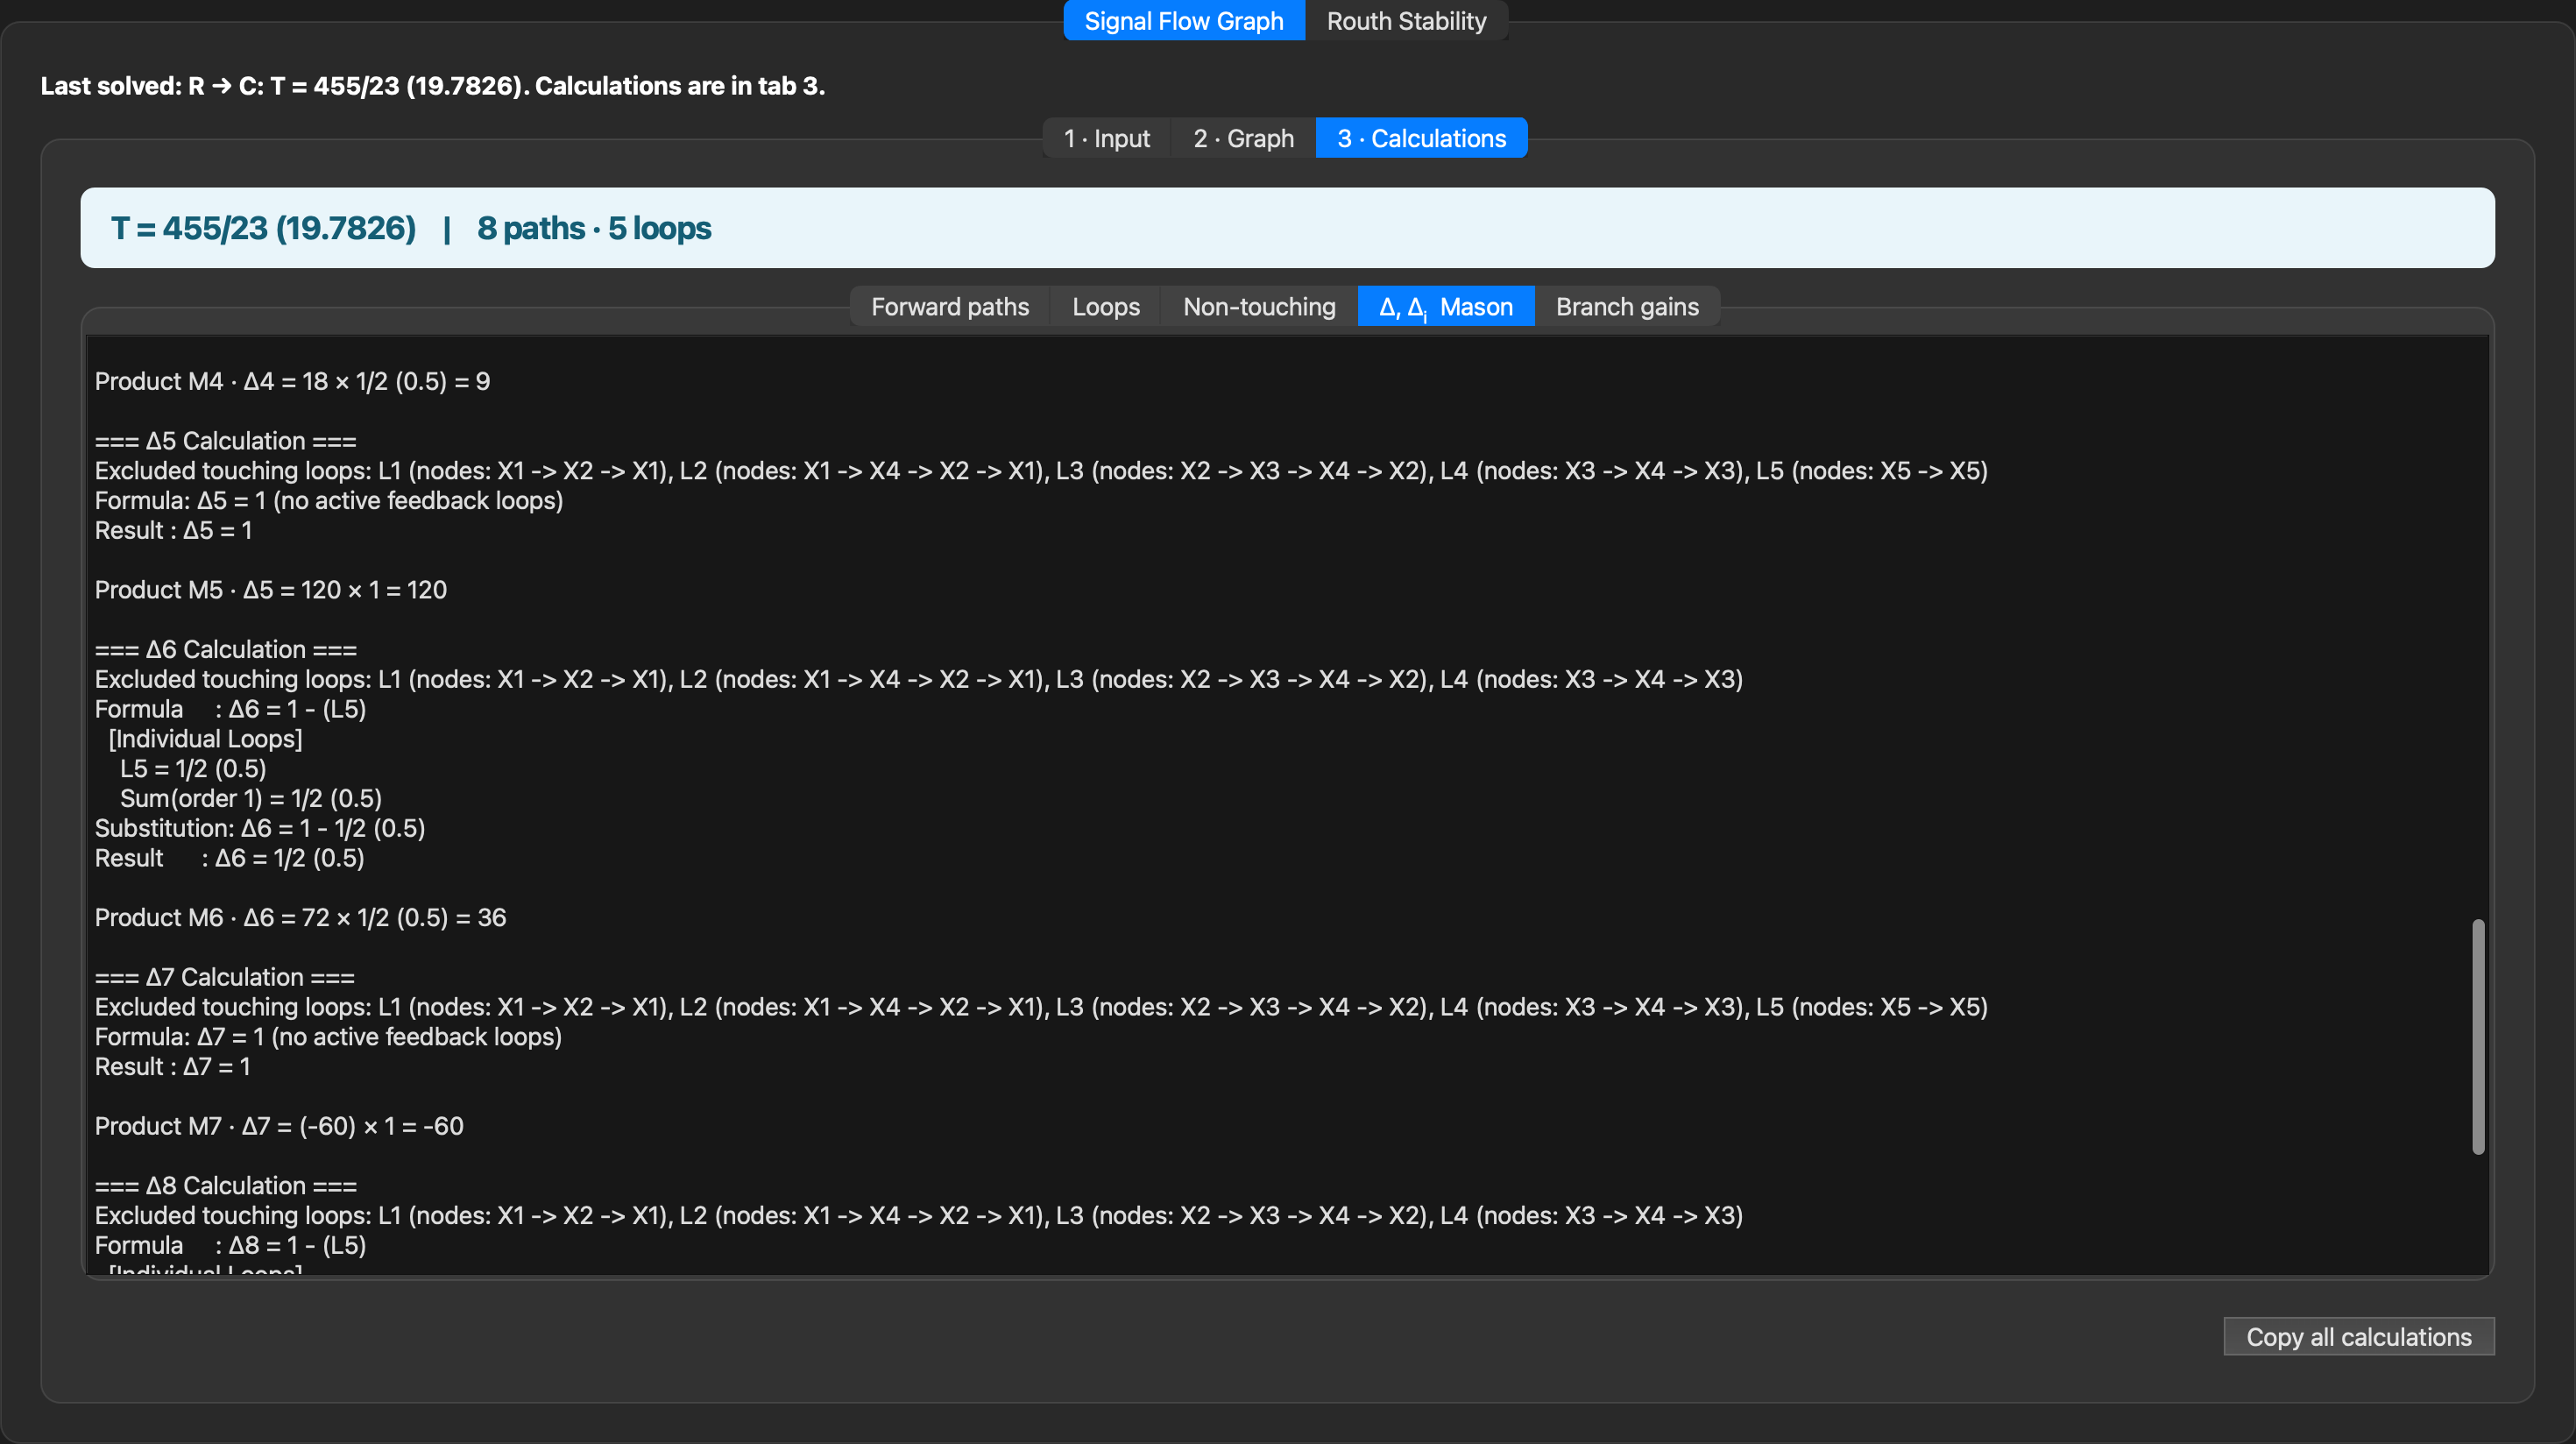 Signal Flow Graph Routh Stability
Last solved: R → C: T = 455/23 (19.7826). Calculations are in tab 3.
1 · Input 2 · Graph 3 · Calculations
T = 455/23 (19.7826) | 8 paths · 5 loops
Forward paths Loops Non-touching Δ, Δi Mason Branch gains
Product M4 · Δ4 = 18 × 1/2 (0.5) = 9
=== Δ5 Calculation ===
Excluded touching loops: L1 (nodes: X1 -> X2 -> X1), L2 (nodes: X1 -> X4 -> X2 -> X1), L3 (nodes: X2 -> X3 -> X4 -> X2), L4 (nodes: X3 -> X4 -> X3), L5 (nodes: X5 -> X5)
Formula: Δ5 = 1 (no active feedback loops)
Result : Δ5 = 1
Product M5 · Δ5 = 120 × 1 = 120
=== Δ6 Calculation ===
Excluded touching loops: L1 (nodes: X1 -> X2 -> X1), L2 (nodes: X1 -> X4 -> X2 -> X1), L3 (nodes: X2 -> X3 -> X4 -> X2), L4 (nodes: X3 -> X4 -> X3)
Formula : Δ6 = 1 - (L5)
[Individual Loops]
L5 = 1/2 (0.5)
Sum(order 1) = 1/2 (0.5)
Substitution: Δ6 = 1 - 1/2 (0.5)
Result : Δ6 = 1/2 (0.5)
Product M6 · Δ6 = 72 × 1/2 (0.5) = 36
=== Δ7 Calculation ===
Excluded touching loops: L1 (nodes: X1 -> X2 -> X1), L2 (nodes: X1 -> X4 -> X2 -> X1), L3 (nodes: X2 -> X3 -> X4 -> X2), L4 (nodes: X3 -> X4 -> X3), L5 (nodes: X5 -> X5)
Formula: Δ7 = 1 (no active feedback loops)
Result : Δ7 = 1
Product M7 · Δ7 = (-60) × 1 = -60
=== Δ8 Calculation ===
Excluded touching loops: L1 (nodes: X1 -> X2 -> X1), L2 (nodes: X1 -> X4 -> X2 -> X1), L3 (nodes: X2 -> X3 -> X4 -> X2), L4 (nodes: X3 -> X4 -> X3)
Formula : Δ8 = 1 - (L5)
[Individual Loops]
Copy all calculations